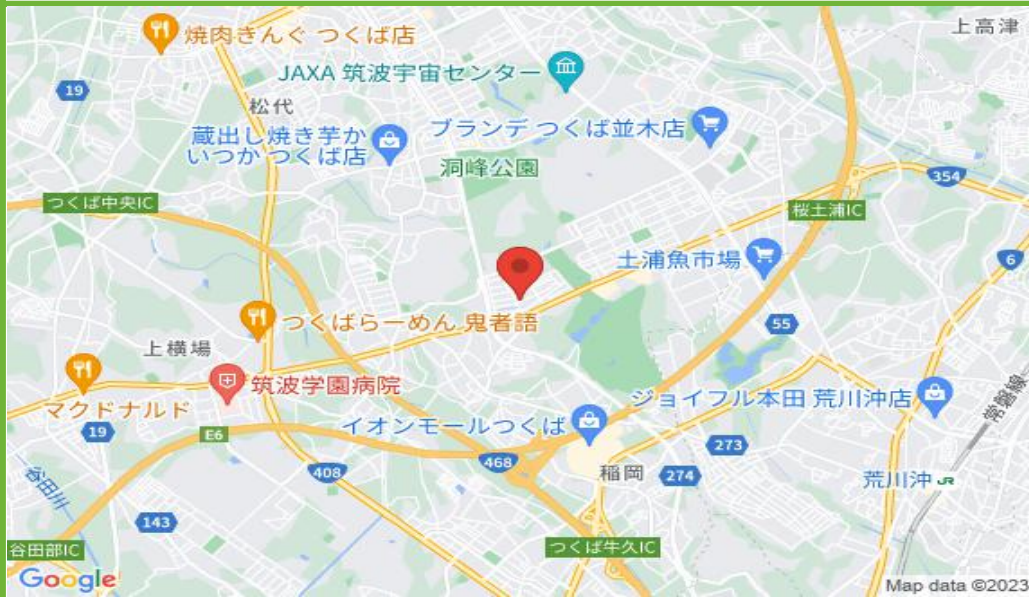 上高津
焼肉きんぐ つくば店
JAXA 筑波宇宙センター
19
松代
ブランデ つくば並木店
蔵出し焼き芋か
いつか つくば店
洞峰公園
354
つくば中央IC
桜土浦IC
土浦魚市場
6
つくばらーめん 鬼者語
55
上横場
筑波学園病院
マクドナルド
ジョイフル本田 荒川沖店
常磐線
イオンモールつくば
19
E6
273
468
408
稲岡
274
荒川沖 JR
谷田川
143
谷田部IC
つくば牛久IC
Google
Map data ©2023